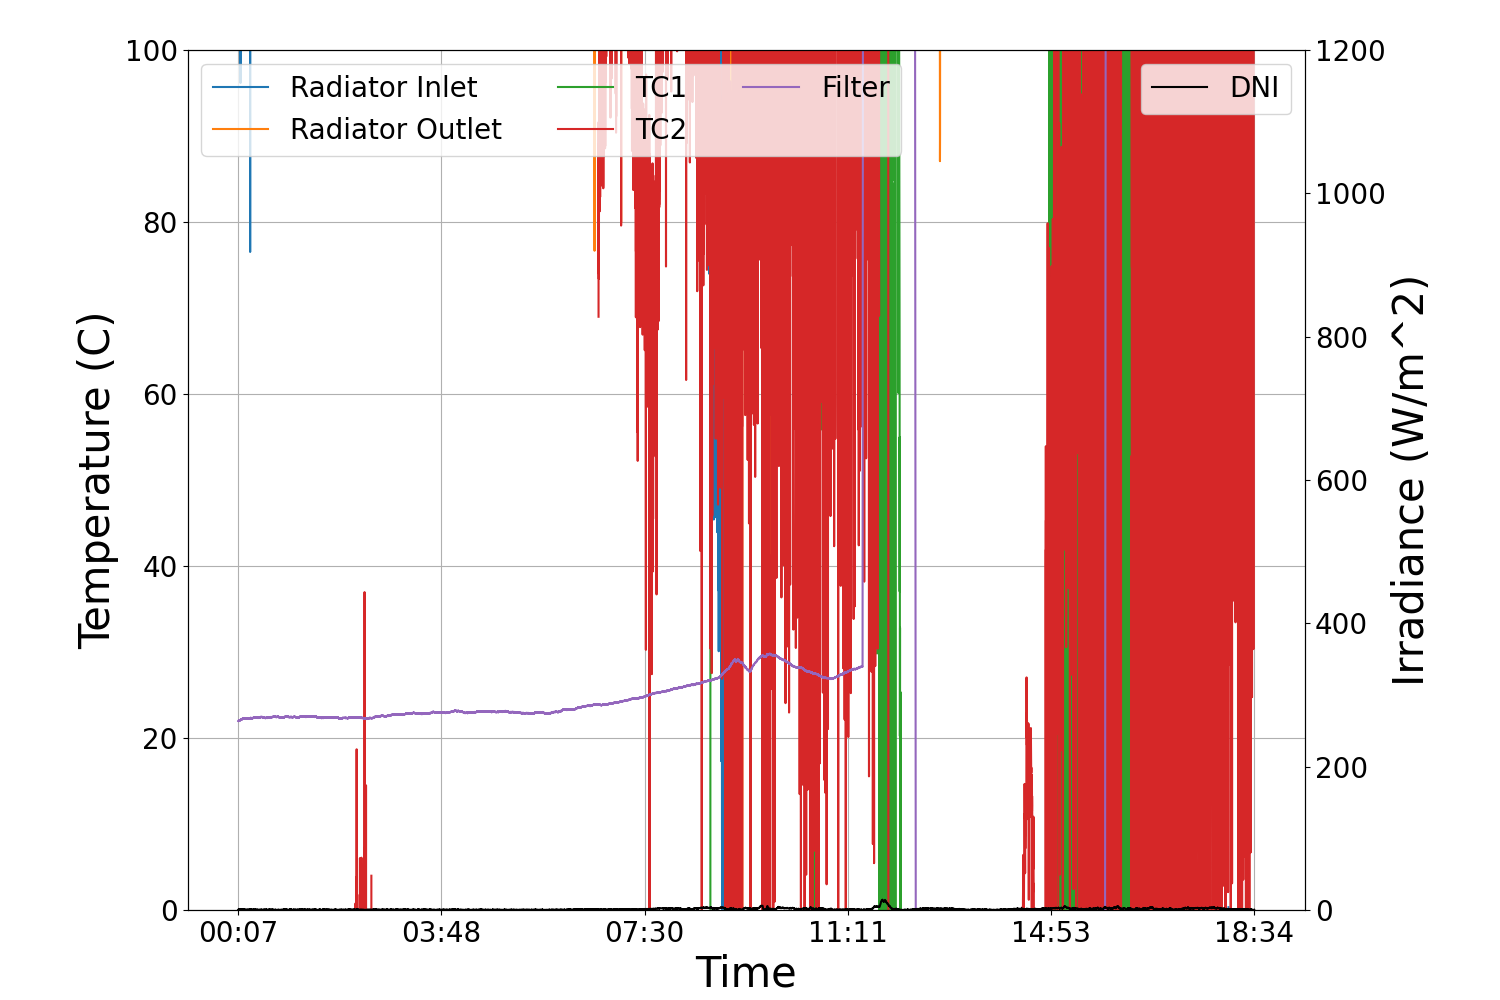 100
80
60
40
20
0
Temperature (C)
Radiator Inlet
Radiator Outlet
TC1
TC2
Filter
DNI
1200
1000
800
600
400
200
0
Irradiance (W/m^2)
00:07
03:48
07:30
11:11
14:53
18:34
Time